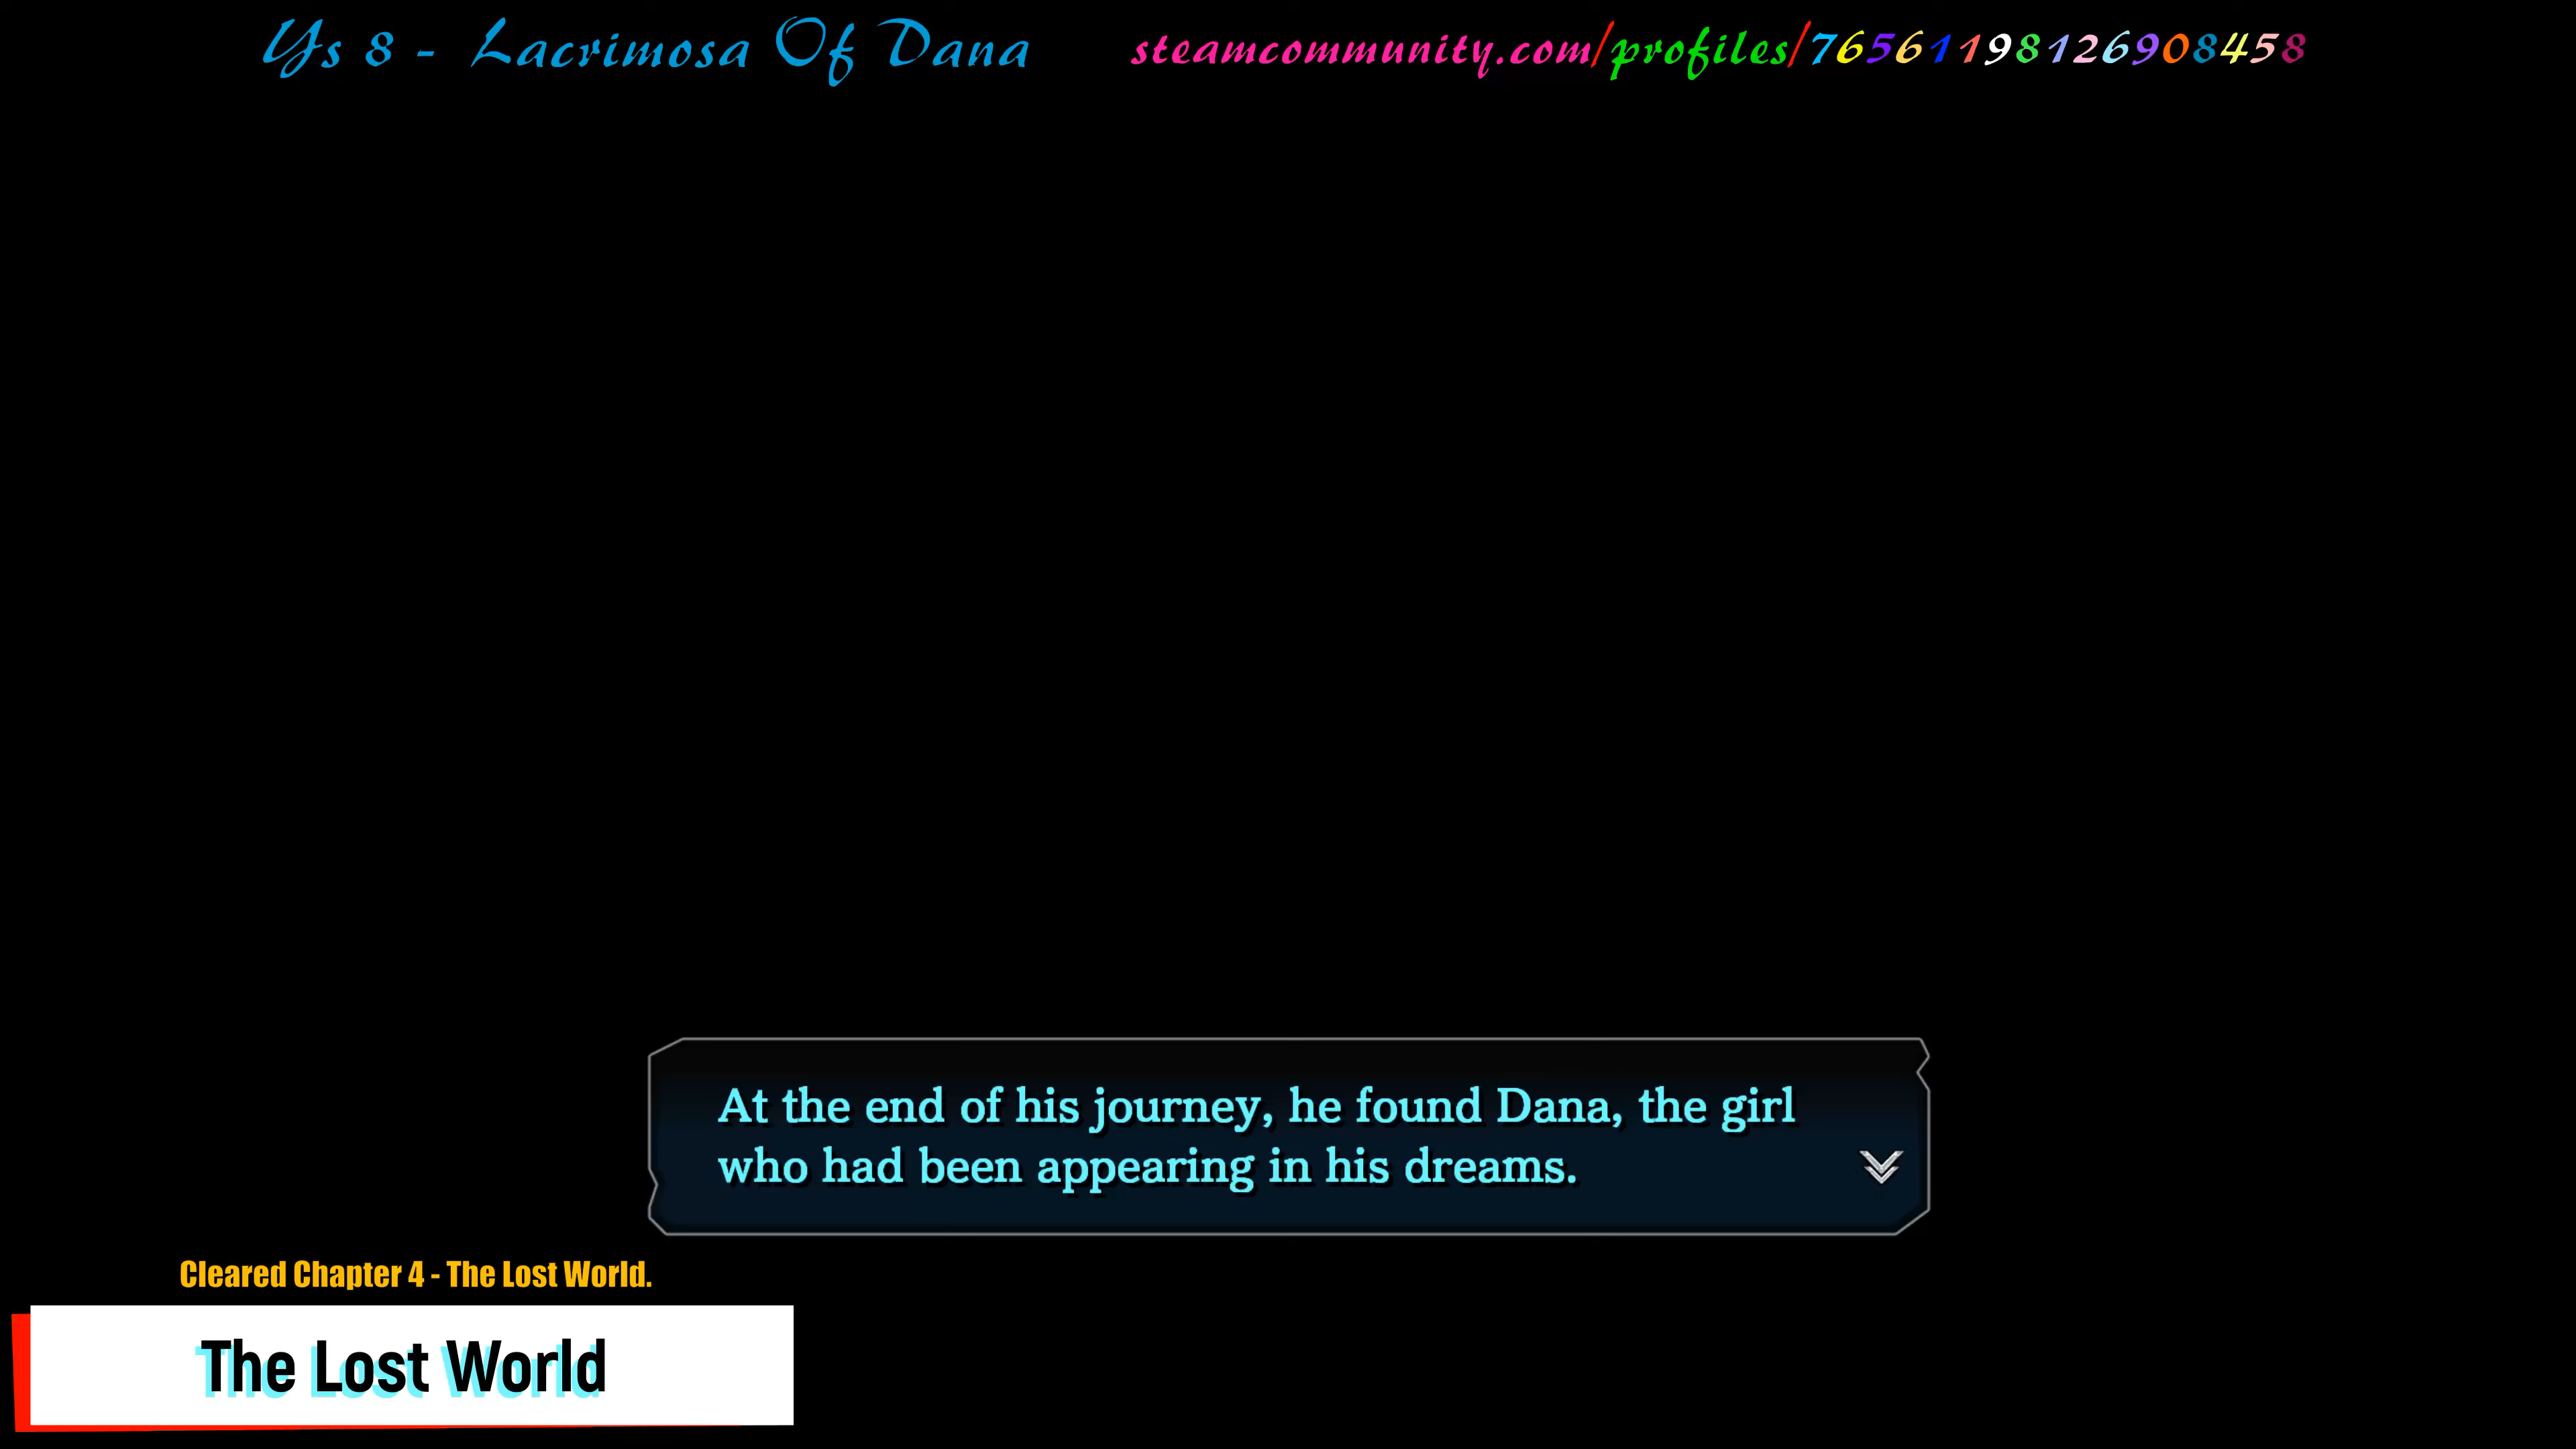 Ys 8 - Lacrimosa Of Dana
steamcommunity.com/profiles/76561198126908458
At the end of his journey, he found Dana, the girl
who had been appearing in his dreams.
Cleared Chapter 4 - The Lost World.
The Lost World